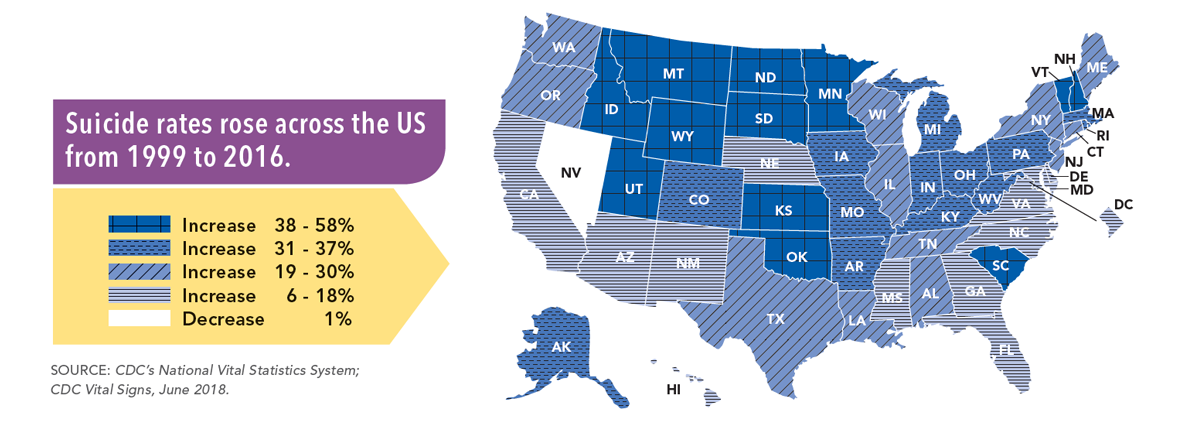 Suicide rates rose across the US
from 1999 to 2016.
Increase 38 - 58%
Increase 31 - 37%
Increase 19 - 30%
Increase 6 - 18%
Decrease 1%
SOURCE: CDC's National Vital Statistics System;
CDC Vital Signs, June 2018.
WA
OR
CA
NV
ID
MT
WY
UT
AZ
CO
NM
ND
SD
NE
KS
OK
TX
MN
IA
MO
AR
LA
WI
IL
MS
MI
IN
OH
KY
TN
AL
GA
FL
SC
NC
VA
WV
PA
NY
VT
NH
ME
MA
RI
CT
NJ
DE
MD
DC
AK
HI